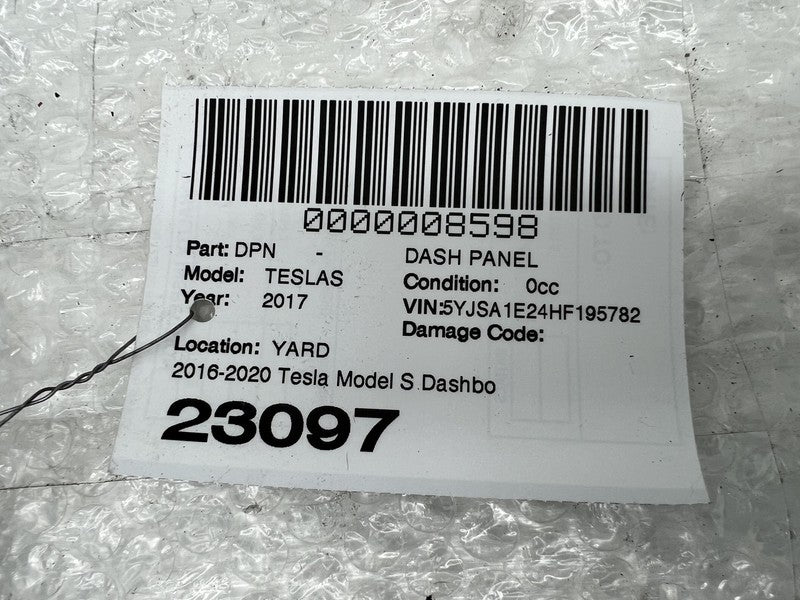 0000008598
Part: DPN - DASH PANEL
Model: TESLAS Condition: 0cc
Year: 2017 VIN:5YJSA1E24HF195782
Damage Code:
Location: YARD
2016-2020 Tesla Model S Dashbo
23097